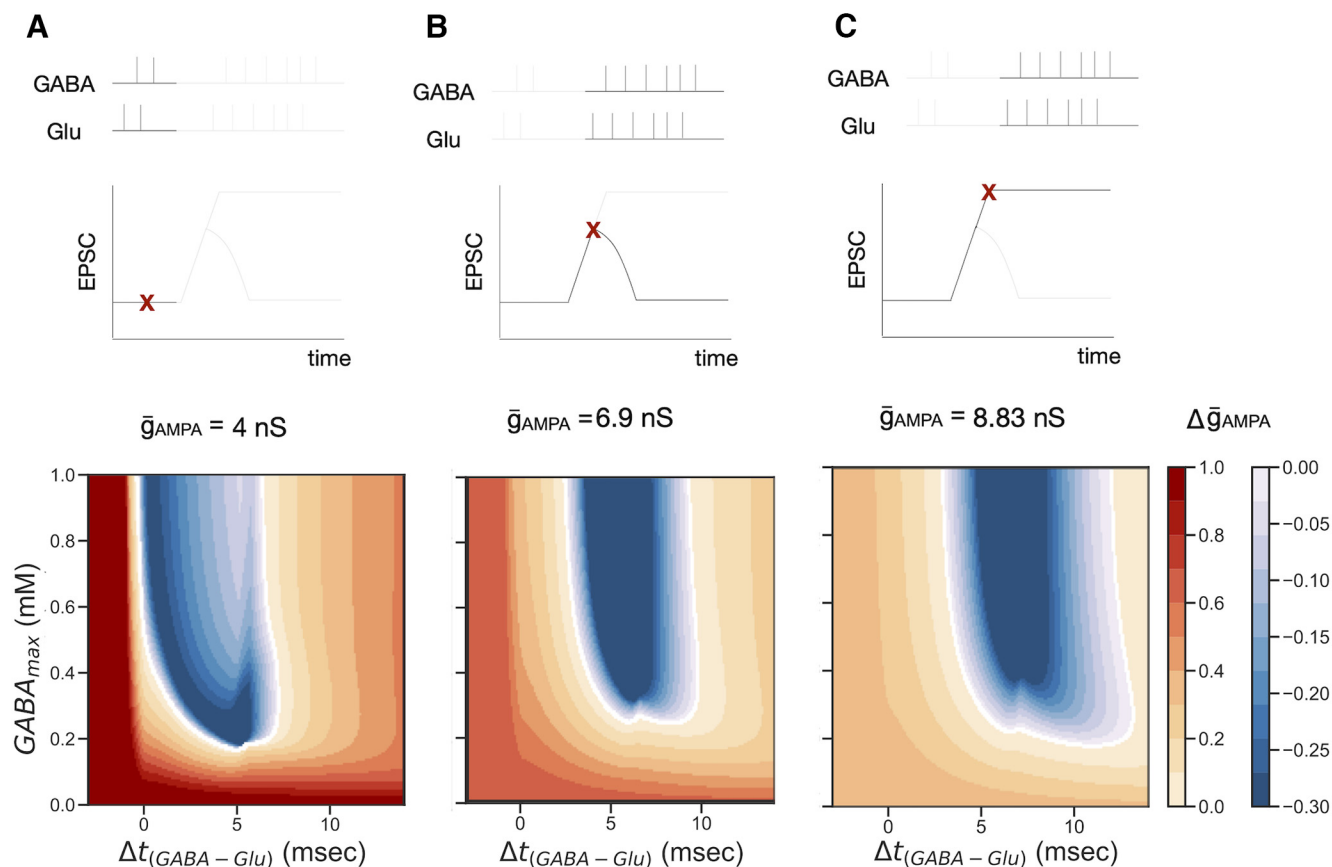 A
GABA
Glu
EPSC
X
time
B
GABA
Glu
EPSC
X
time
C
GABA
Glu
EPSC
X
time
ḡAMPA = 4 nS
ḡAMPA =6.9 nS
ḡAMPA = 8.83 nS
Δ ḡAMPA
GABAmax (mM)
1.0
0.8
0.6
0.4
0.2
0.0
0 5 10
Δt(GABA – Glu) (msec)
0 5 10
Δt(GABA – Glu) (msec)
0 5 10
Δt(GABA – Glu) (msec)
1.0
0.8
0.6
0.4
0.2
0.0
0.00
−0.05
−0.10
−0.15
−0.20
−0.25
−0.30